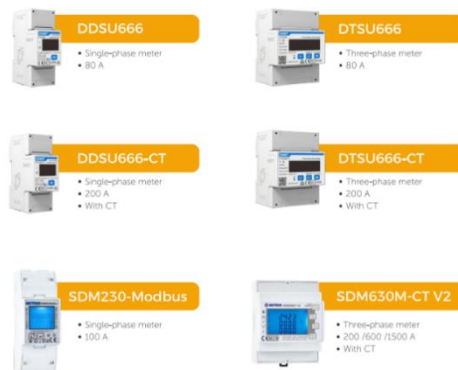 DDSU666
• Single-phase meter
• 80 A
DTSU666
• Three-phase meter
• 80 A
DDSU666-CT
• Single-phase meter
• 200 A
• With CT
DTSU666-CT
• Three-phase meter
• 200 A
• With CT
SDM230-Modbus
• Single-phase meter
• 100 A
SDM630M-CT V2
• Three-phase meter
• 200 /600 /1500 A
• With CT